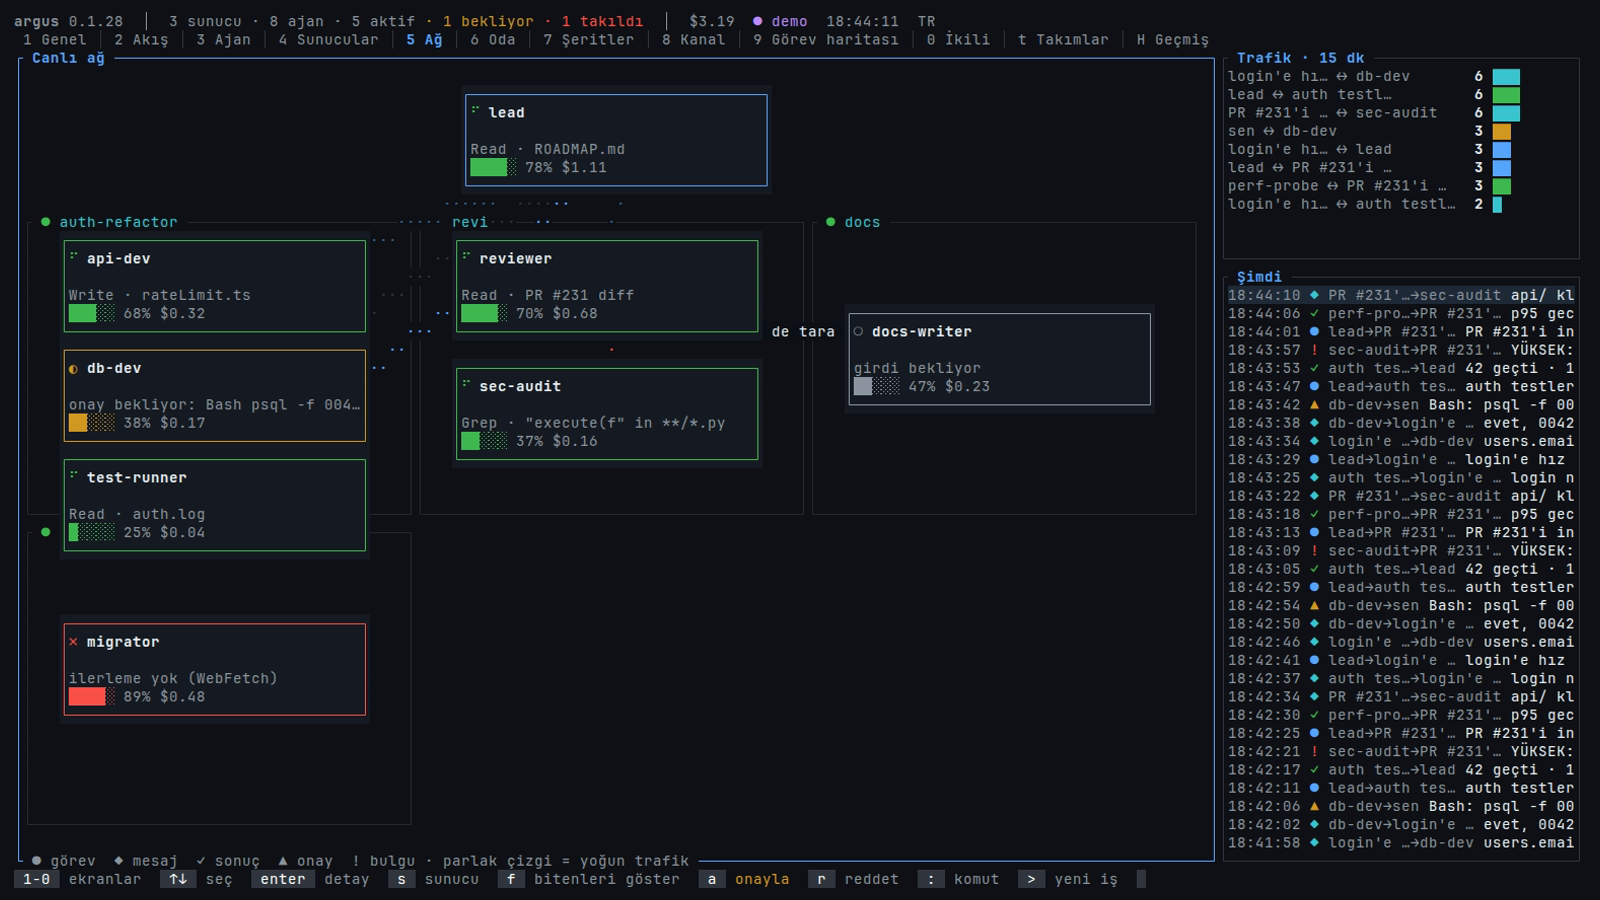 argus 0.1.28 │ 3 sunucu · 8 ajan · 5 aktif · 1 bekliyor · 1 takıldı │ $3.19 ● demo 18:44:11 TR
1 Genel │ 2 Akış │ 3 Ajan │ 4 Sunucular │ 5 Ağ │ 6 Oda │ 7 Şeritler │ 8 Kanal │ 9 Görev haritası │ 0 İkili │ t Takımlar │ H Geçmiş
Canlı ağ
lead
Read · ROADMAP.md
78% $1.11
● auth-refactor
api-dev
Write · rateLimit.ts
68% $0.32
◐ db-dev
onay bekliyor: Bash psql -f 004…
38% $0.17
test-runner
Read · auth.log
25% $0.04
revi
reviewer
Read · PR #231 diff
70% $0.68
de tara
sec-audit
Grep · "execute(f" in **/*.py
37% $0.16
● docs
○ docs-writer
girdi bekliyor
47% $0.23
●
✕ migrator
ilerleme yok (WebFetch)
89% $0.48
● görev ◆ mesaj ✓ sonuç ▲ onay ! bulgu · parlak çizgi = yoğun trafik
Trafik · 15 dk
login'e hı… ↔ db-dev 6
lead ↔ auth testl… 6
PR #231'i … ↔ sec-audit 6
sen ↔ db-dev 3
login'e hı… ↔ lead 3
lead ↔ PR #231'i … 3
perf-probe ↔ PR #231'i … 3
login'e hı… ↔ auth testl… 2
Şimdi
18:44:10 ◆ PR #231'…→sec-audit api/ kl
18:44:06 ✓ perf-pro…→PR #231'… p95 gec
18:44:01 ● lead→PR #231'… PR #231'i in
18:43:57 ! sec-audit→PR #231'… YÜKSEK:
18:43:53 ✓ auth tes…→lead 42 geçti · 1
18:43:47 ● lead→auth tes… auth testler
18:43:42 ▲ db-dev→sen Bash: psql -f 00
18:43:38 ◆ db-dev→login'e … evet, 0042
18:43:34 ◆ login'e …→db-dev users.emai
18:43:29 ● lead→login'e … login'e hız
18:43:25 ◆ auth tes…→login'e … login n
18:43:22 ◆ PR #231'…→sec-audit api/ kl
18:43:18 ✓ perf-pro…→PR #231'… p95 gec
18:43:13 ● lead→PR #231'… PR #231'i in
18:43:09 ! sec-audit→PR #231'… YÜKSEK:
18:43:05 ✓ auth tes…→lead 42 geçti · 1
18:42:59 ● lead→auth tes… auth testler
18:42:54 ▲ db-dev→sen Bash: psql -f 00
18:42:50 ◆ db-dev→login'e … evet, 0042
18:42:46 ◆ login'e …→db-dev users.emai
18:42:41 ● lead→login'e … login'e hız
18:42:37 ◆ auth tes…→login'e … login n
18:42:34 ◆ PR #231'…→sec-audit api/ kl
18:42:30 ✓ perf-pro…→PR #231'… p95 gec
18:42:25 ● lead→PR #231'… PR #231'i in
18:42:21 ! sec-audit→PR #231'… YÜKSEK:
18:42:17 ✓ auth tes…→lead 42 geçti · 1
18:42:11 ● lead→auth tes… auth testler
18:42:06 ▲ db-dev→sen Bash: psql -f 00
18:42:02 ◆ db-dev→login'e … evet, 0042
18:41:58 ◆ login'e …→db-dev users.emai
1-0 ekranlar ↑↓ seç enter detay s sunucu f bitenleri göster a onayla r reddet : komut > yeni iş